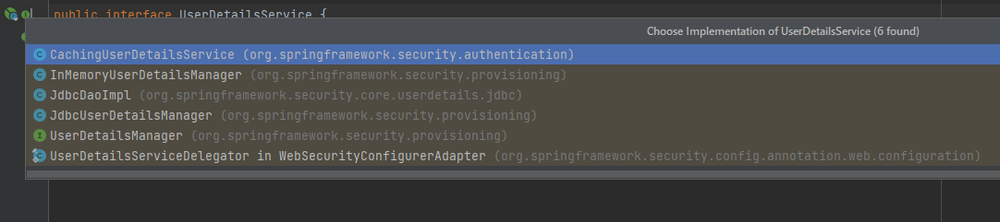 public interface UserDetailsService {
Choose Implementation of UserDetailsService (6 found)
CachingUserDetailsService (org.springframework.security.authentication)
InMemoryUserDetailsManager (org.springframework.security.provisioning)
JdbcDaoImpl (org.springframework.security.core.userdetails.jdbc)
JdbcUserDetailsManager (org.springframework.security.provisioning)
UserDetailsManager (org.springframework.security.provisioning)
UserDetailsServiceDelegator in WebSecurityConfigurerAdapter (org.springframework.security.config.annotation.web.configuration)